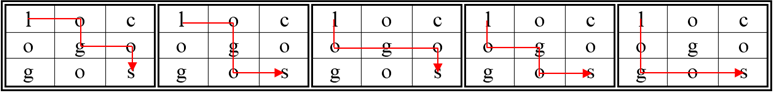 l o c l o c l o c l o c l o c
o g o o g o o g o o g o o g o
g o s g o s g o s g o s g o s